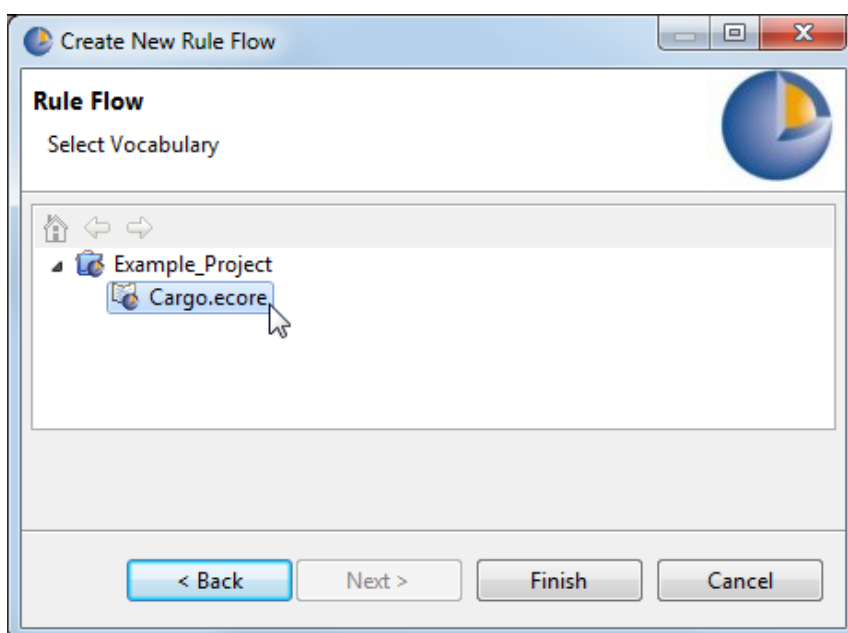 Create New Rule Flow
Rule Flow
Select Vocabulary
Example_Project
Cargo.ecore
< Back Next > Finish Cancel